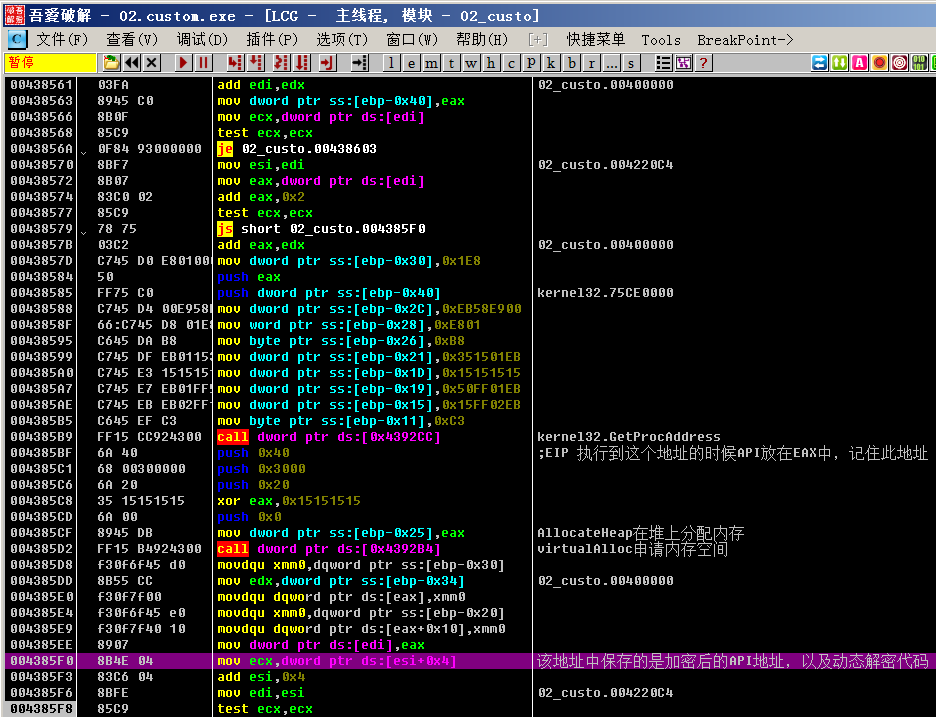 吾爱破解 - 02.custom.exe - [LCG - 主线程, 模块 - 02_custo]
C 文件(F) 查看(V) 调试(D) 插件(P) 选项(T) 窗口(W) 帮助(H) [+] 快捷菜单 Tools BreakPoint->
暂停 l e m t w h c p k b r ... s ?
00438561 03FA add edi,edx 02_custo.00400000
00438563 8945 C0 mov dword ptr ss:[ebp-0x40],eax
00438566 8B0F mov ecx,dword ptr ds:[edi]
00438568 85C9 test ecx,ecx
0043856A 0F84 93000000 je 02_custo.00438603
00438570 8BF7 mov esi,edi 02_custo.004220C4
00438572 8B07 mov eax,dword ptr ds:[edi]
00438574 83C0 02 add eax,0x2
00438577 85C9 test ecx,ecx
00438579 78 75 js short 02_custo.004385F0
0043857B 03C2 add eax,edx 02_custo.00400000
0043857D C745 D0 E801000 mov dword ptr ss:[ebp-0x30],0x1E8
00438584 50 push eax
00438585 FF75 C0 push dword ptr ss:[ebp-0x40] kernel32.75CE0000
00438588 C745 D4 00E958 mov dword ptr ss:[ebp-0x2C],0xEB58E900
0043858F 66:C745 D8 01E8 mov word ptr ss:[ebp-0x28],0xE801
00438595 C645 DA B8 mov byte ptr ss:[ebp-0x26],0xB8
00438599 C745 DF EB01153 mov dword ptr ss:[ebp-0x21],0x351501EB
004385A0 C745 E3 1515151 mov dword ptr ss:[ebp-0x1D],0x15151515
004385A7 C745 E7 EB01FF5 mov dword ptr ss:[ebp-0x19],0x50FF01EB
004385AE C745 EB EB02FF mov dword ptr ss:[ebp-0x15],0x15FF02EB
004385B5 C645 EF C3 mov byte ptr ss:[ebp-0x11],0xC3
004385B9 FF15 CC924300 call dword ptr ds:[0x4392CC] kernel32.GetProcAddress
004385BF 6A 40 push 0x40 ;EIP 执行到这个地址的时候API放在EAX中，记住此地址
004385C1 68 00300000 push 0x3000
004385C6 6A 20 push 0x20
004385C8 35 15151515 xor eax,0x15151515
004385CD 6A 00 push 0x0
004385CF 8945 DB mov dword ptr ss:[ebp-0x25],eax AllocateHeap在堆上分配内存
004385D2 FF15 B4924300 call dword ptr ds:[0x4392B4] virtualAlloc申请内存空间
004385D8 f30f6f45 d0 movdqu xmm0,dqword ptr ss:[ebp-0x30]
004385DD 8B55 CC mov edx,dword ptr ss:[ebp-0x34] 02_custo.00400000
004385E0 f30f7f00 movdqu dqword ptr ds:[eax],xmm0
004385E4 f30f6f45 e0 movdqu xmm0,dqword ptr ss:[ebp-0x20]
004385E9 f30f7f40 10 movdqu dqword ptr ds:[eax+0x10],xmm0
004385EE 8907 mov dword ptr ds:[edi],eax
004385F0 8B4E 04 mov ecx,dword ptr ds:[esi+0x4] 该地址中保存的是加密后的API地址，以及动态解密代码
004385F3 83C6 04 add esi,0x4
004385F6 8BFE mov edi,esi 02_custo.004220C4
004385F8 85C9 test ecx,ecx